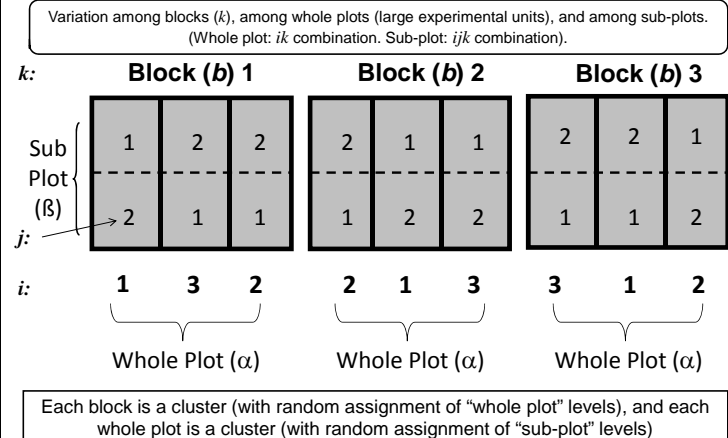 Variation among blocks (k), among whole plots (large experimental units), and among sub-plots.
(Whole plot: ik combination. Sub-plot: ijk combination).
k: Block (b) 1 Block (b) 2 Block (b) 3
1 2 2 2 1 1 2 2 1
Sub
Plot
(ß)
2 1 1 1 2 2 1 1 2
j:
i: 1 3 2 2 1 3 3 1 2
Whole Plot (α) Whole Plot (α) Whole Plot (α)
Each block is a cluster (with random assignment of “whole plot” levels), and each
whole plot is a cluster (with random assignment of “sub-plot” levels)